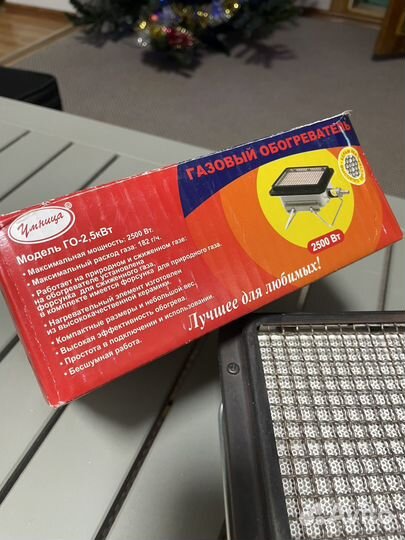 Умница
Модель ГО-2,5кВт
• Максимальная мощность: 2500 Вт.
• Максимальный расход газа: 182 г/ч.
• Работает на природном и сжиженном газе:
на обогревателе установлена
форсунка для сжиженного газа,
в комплекте имеется форсунка для природного газа.
• Нагревательный элемент изготовлен
из высококачественной керамики.
• Компактные размеры и небольшой вес.
• Высокая эффективность обогрева.
• Простота в подключении и использовании.
• Бесшумная работа.
ГАЗОВЫЙ ОБОГРЕВАТЕЛЬ
2500 Вт
Лучшее для любимых!